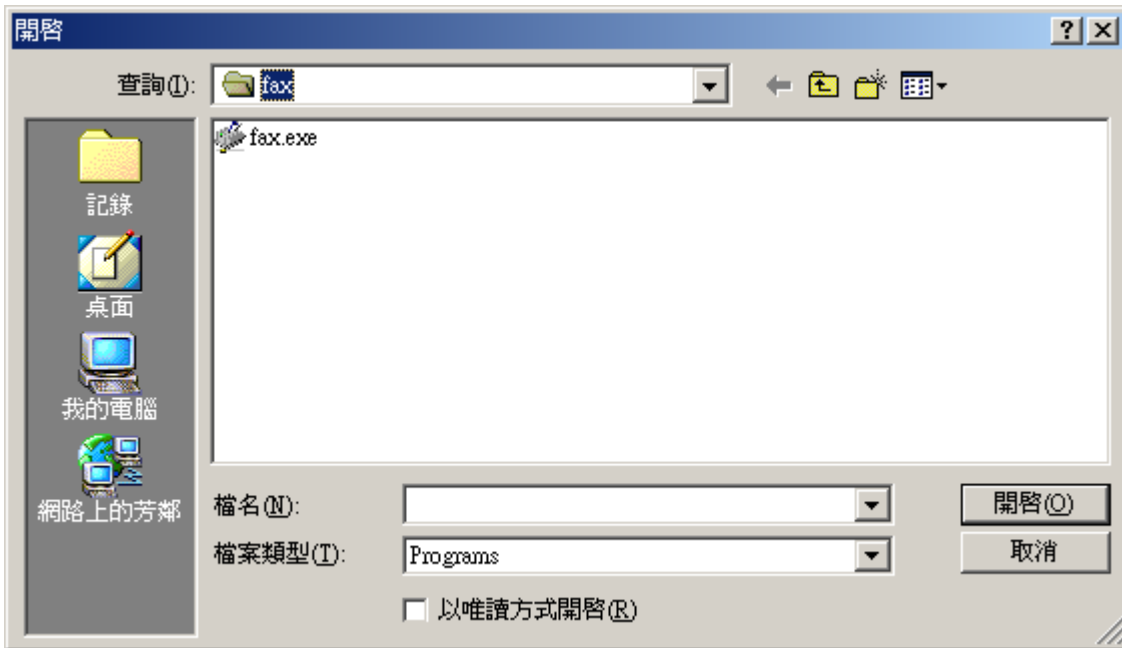 開啓
查詢(I):
fax
fax.exe
記錄
桌面
我的電腦
網路上的芳鄰
檔名(N):
開啓(O)
檔案類型(T):
Programs
取消
以唯讀方式開啓(R)